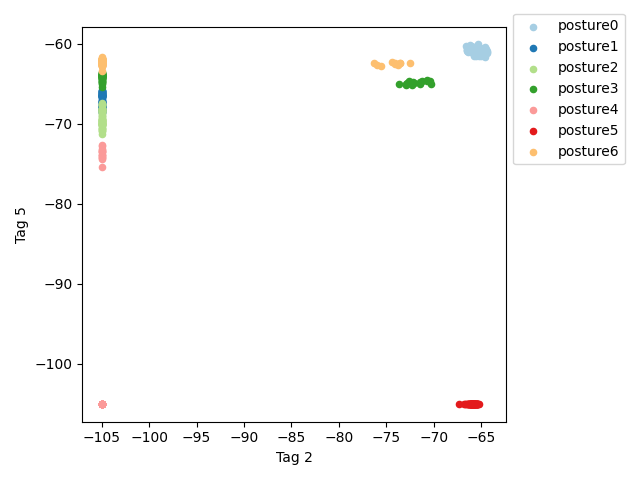 posture0
posture1
posture2
posture3
posture4
posture5
posture6
−60
−70
−80
−90
−100
Tag 5
−105
−100
−95
−90
−85
−80
−75
−70
−65
Tag 2